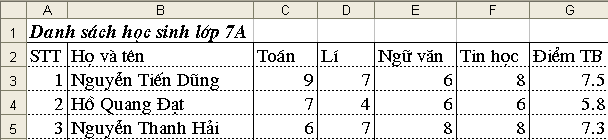 A B C D E F G
1 Danh sách học sinh lớp 7A
2 STT Họ và tên Toán Lí Ngữ văn Tin học Điểm TB
3 1 Nguyễn Tiến Dũng 9 7 6 8 7.5
4 2 Hồ Quang Đạt 7 4 6 6 5.8
5 3 Nguyễn Thanh Hải 6 7 8 8 7.3